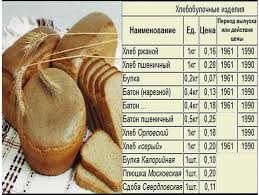 Хлебобулочные изделия
Наименование Ед. Цена Период выпуска или действия цены
Хлеб ржаной 1кг 0,16 1961 1990
Хлеб пшеничный 1кг 0,28 1961 1990
Булка 0,2кг 0,07 1961 1990
Батон (нарезной) 0,4кг 0,13 1961 1990
Батон ... 0,4кг 0,18 1961 1990
Батон пшеничный 0,5кг 0,25 1990
Хлеб Орловский 1кг 0,19 1990
Хлеб «серый» 1кг 0,20 1961 1990
Булка Калорийная 1шт. 0,10
Плюшка Московская 1шт. 0,20
Сдоба Свердловская 1шт. 0,11